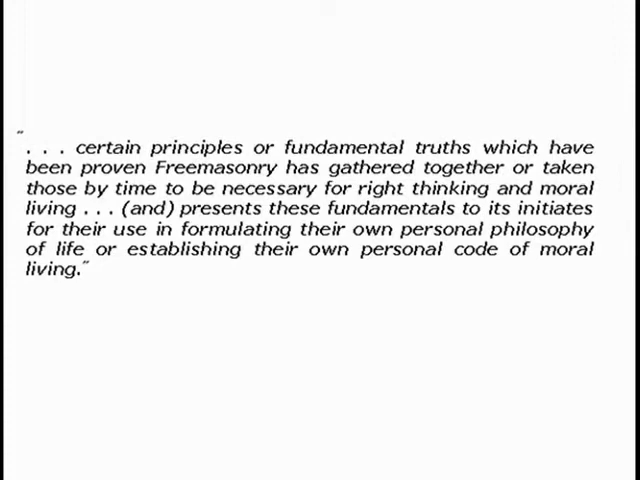 "
. . . certain principles or fundamental truths which have
been proven Freemasonry has gathered together or taken
those by time to be necessary for right thinking and moral
living . . . (and) presents these fundamentals to its initiates
for their use in formulating their own personal philosophy
of life or establishing their own personal code of moral
living."